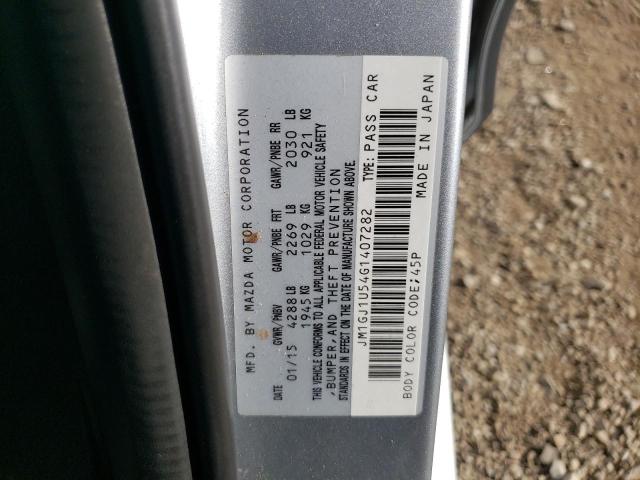 MFD. BY MAZDA MOTOR CORPORATION
DATE GVWR/PNBV GAWR/PNBE FRT GAWR/PNBE RR
01/15 4288 LB 2269 LB 2030 LB
1945 KG 1029 KG 921 KG
THIS VEHICLE CONFORMS TO ALL APPLICABLE FEDERAL MOTOR VEHICLE SAFETY
,BUMPER,AND THEFT PREVENTION
STANDARDS IN EFFECT ON THE DATE OF MANUFACTURE SHOWN ABOVE.
JM1GJ1U54G1407282 TYPE: PASS CAR
BODY COLOR CODE;45P MADE IN JAPAN